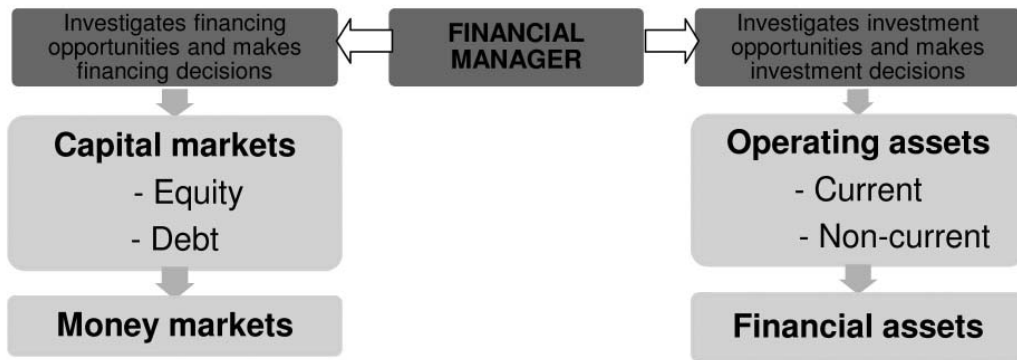 Investigates financing
opportunities and makes
financing decisions
FINANCIAL
MANAGER
Investigates investment
opportunities and makes
investment decisions
Capital markets
- Equity
- Debt
Operating assets
- Current
- Non-current
Money markets
Financial assets